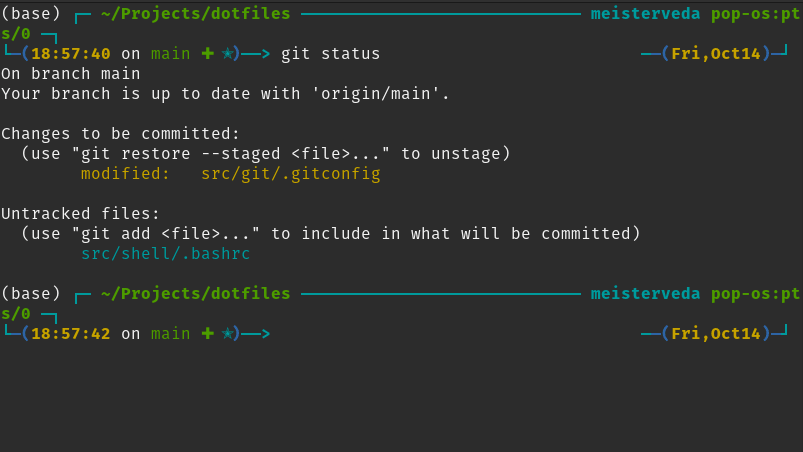 (base) ┌─ ~/Projects/dotfiles ──────────────────────────── meisterveda pop-os:pt
s/0 ─┐
└─(18:57:40 on main ✚ ✭)──> git status ──(Fri,Oct14)─┘
On branch main
Your branch is up to date with 'origin/main'.
Changes to be committed:
  (use "git restore --staged <file>..." to unstage)
        modified:   src/git/.gitconfig
Untracked files:
  (use "git add <file>..." to include in what will be committed)
        src/shell/.bashrc
(base) ┌─ ~/Projects/dotfiles ──────────────────────────── meisterveda pop-os:pt
s/0 ─┐
└─(18:57:42 on main ✚ ✭)──> ──(Fri,Oct14)─┘